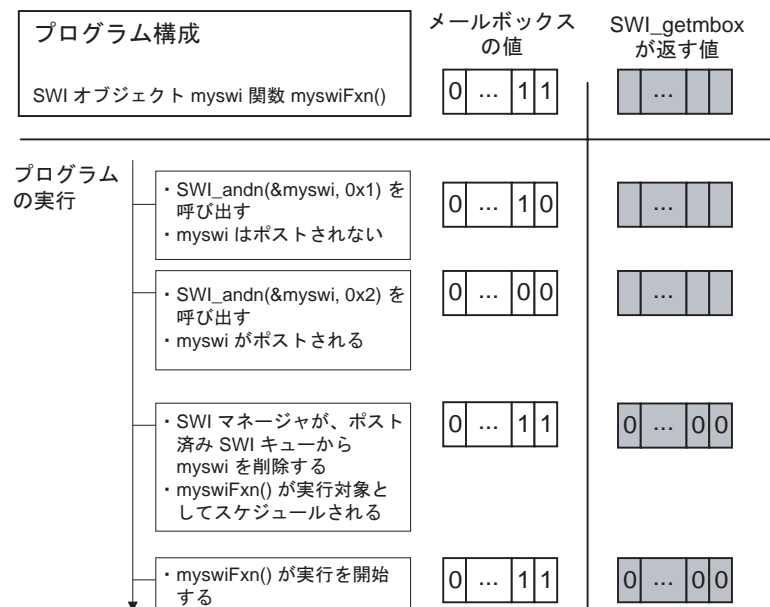 プログラム構成
SWI オブジェクト myswi 関数 myswiFxn()
メールボックス
の値
SWI_getmbox
が返す値
0 ... 1 1
...
プログラム
の実行
・SWI_andn(&myswi, 0x1) を
呼び出す
・myswi はポストされない
0 ... 1 0
...
・SWI_andn(&myswi, 0x2) を
呼び出す
・myswi がポストされる
0 ... 0 0
...
・SWI マネージャが、ポスト
済み SWI キューから
myswi を削除する
・myswiFxn() が実行対象と
してスケジュールされる
0 ... 1 1
0 ... 0 0
・myswiFxn() が実行を開始
する
0 ... 1 1
0 ... 0 0